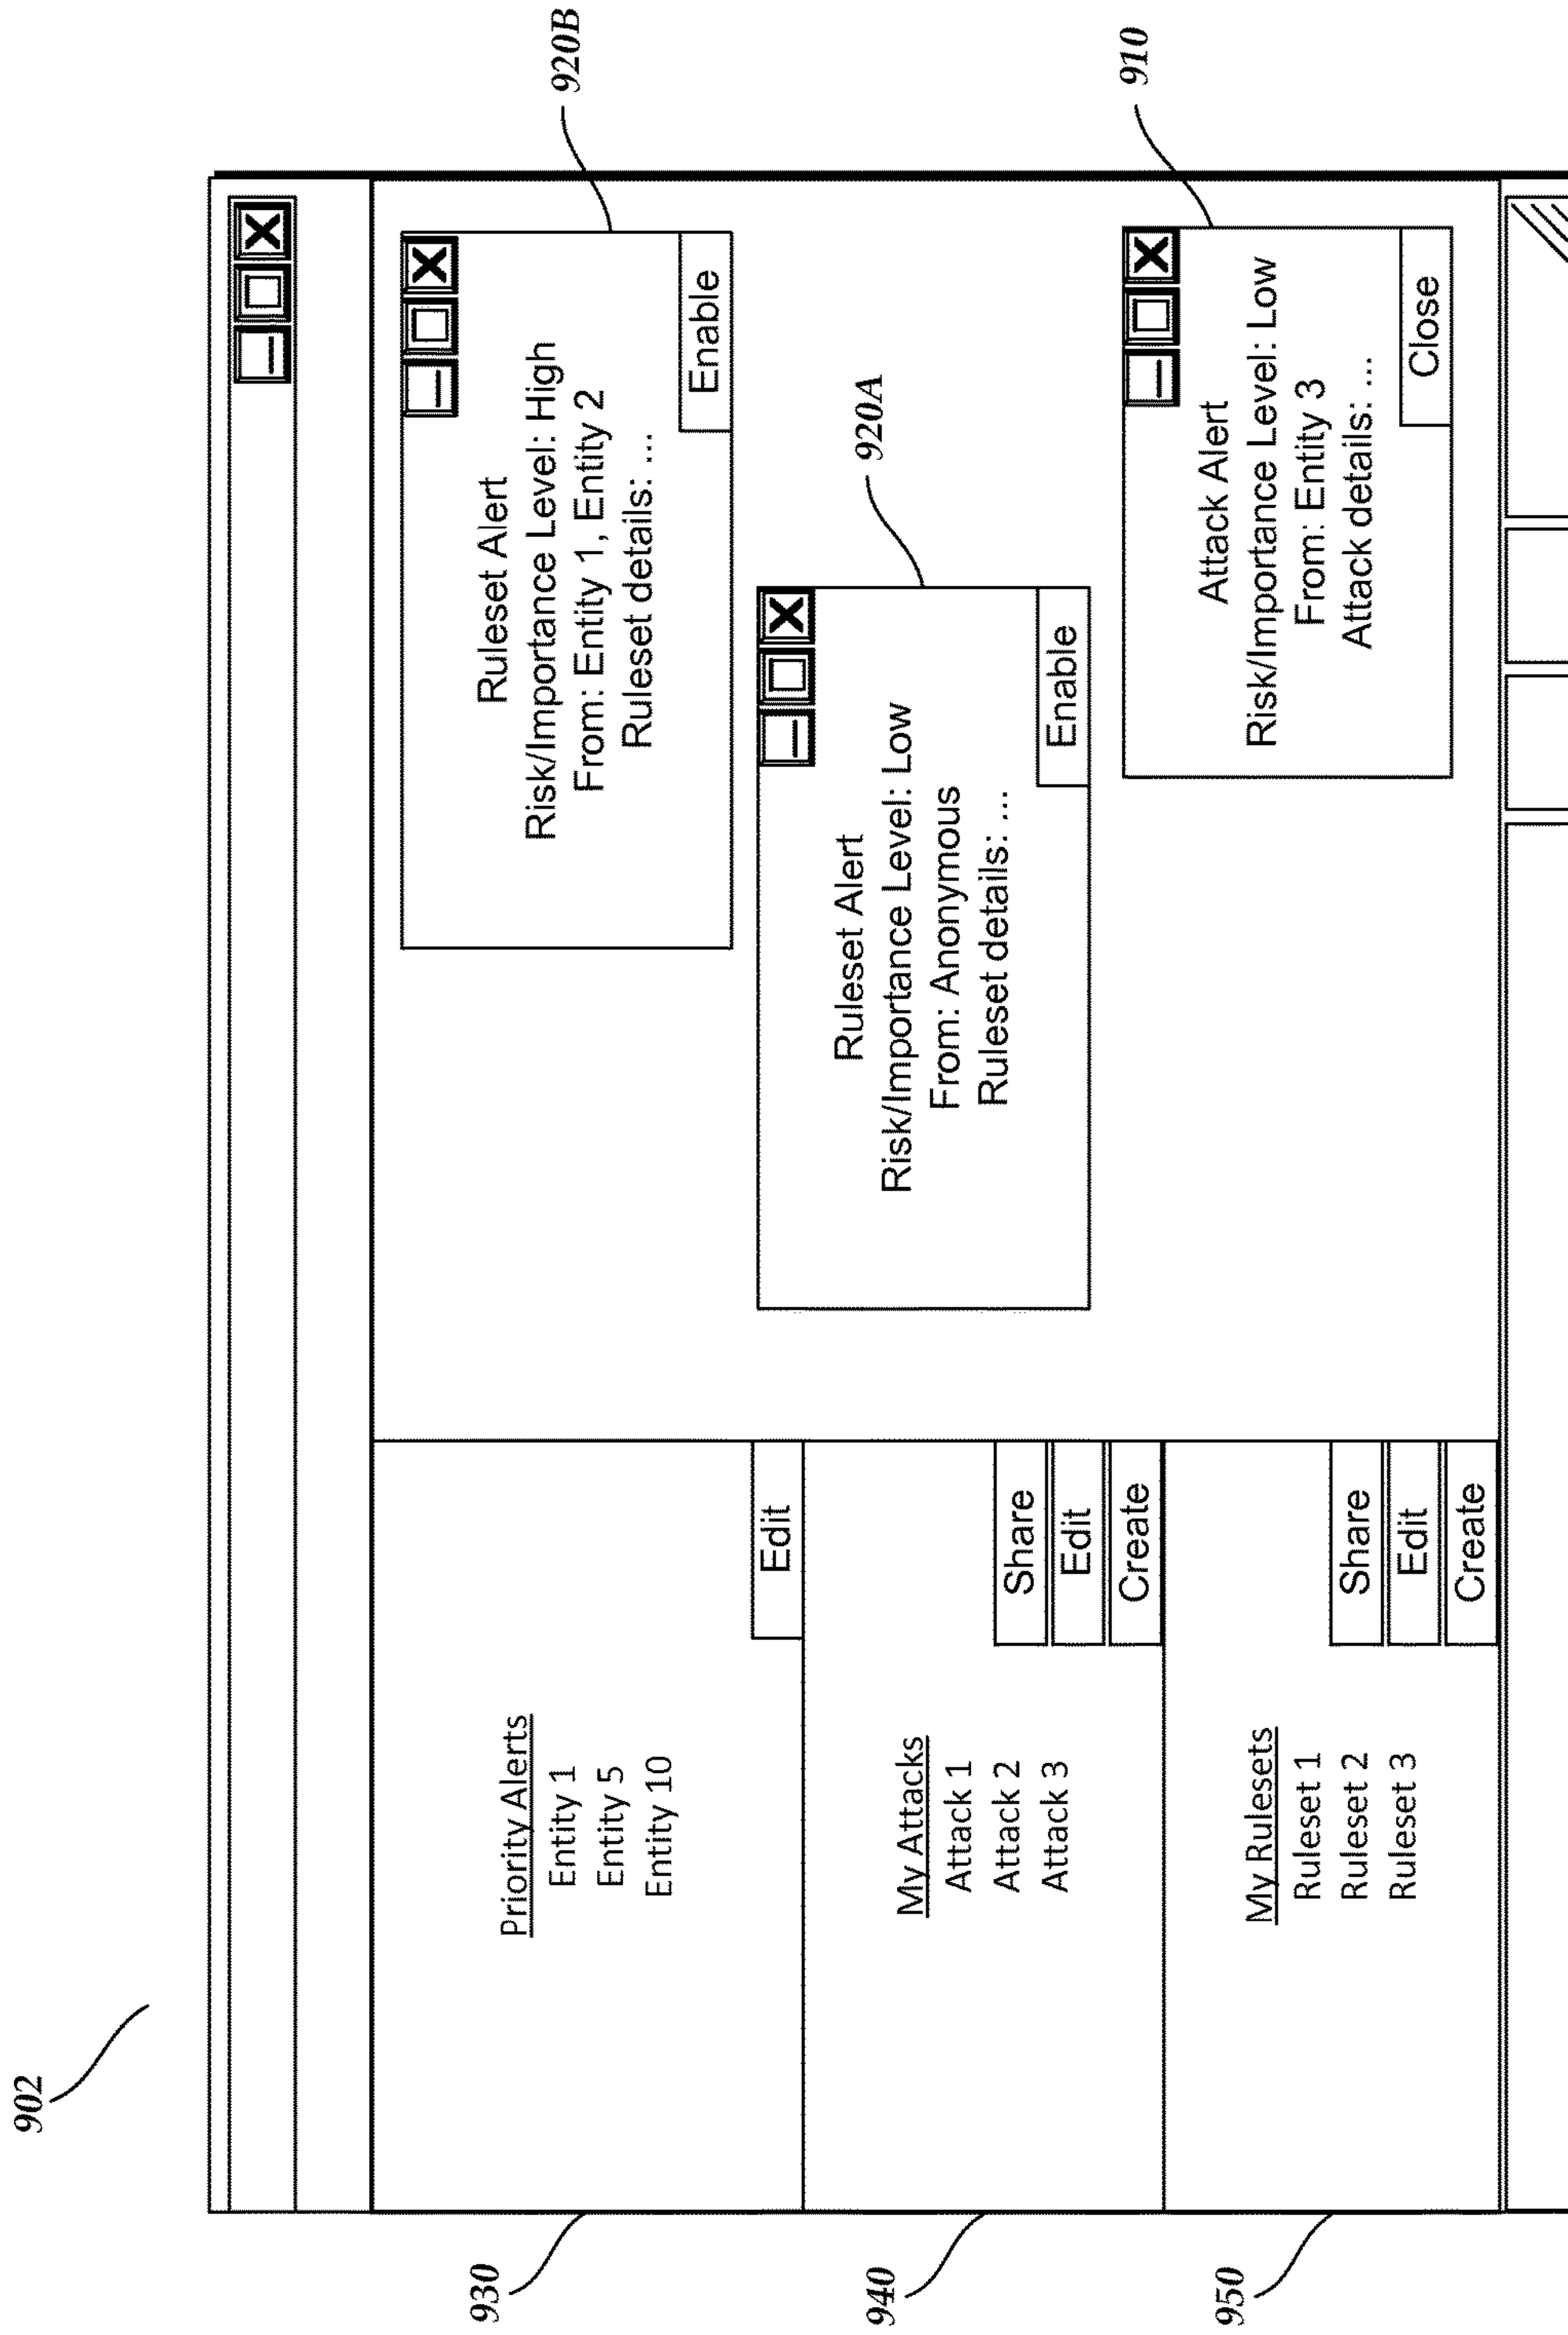 902
930
Priority Alerts
Entity 1
Entity 5
Entity 10
Edit
940
My Attacks
Attack 1
Attack 2
Attack 3
Share
Edit
Create
950
My Rulesets
Ruleset 1
Ruleset 2
Ruleset 3
Share
Edit
Create
920B
Ruleset Alert
Risk/Importance Level: High
From: Entity 1, Entity 2
Ruleset details: ...
Enable
920A
Ruleset Alert
Risk/Importance Level: Low
From: Anonymous
Ruleset details: ...
Enable
910
Attack Alert
Risk/Importance Level: Low
From: Entity 3
Attack details: ...
Close